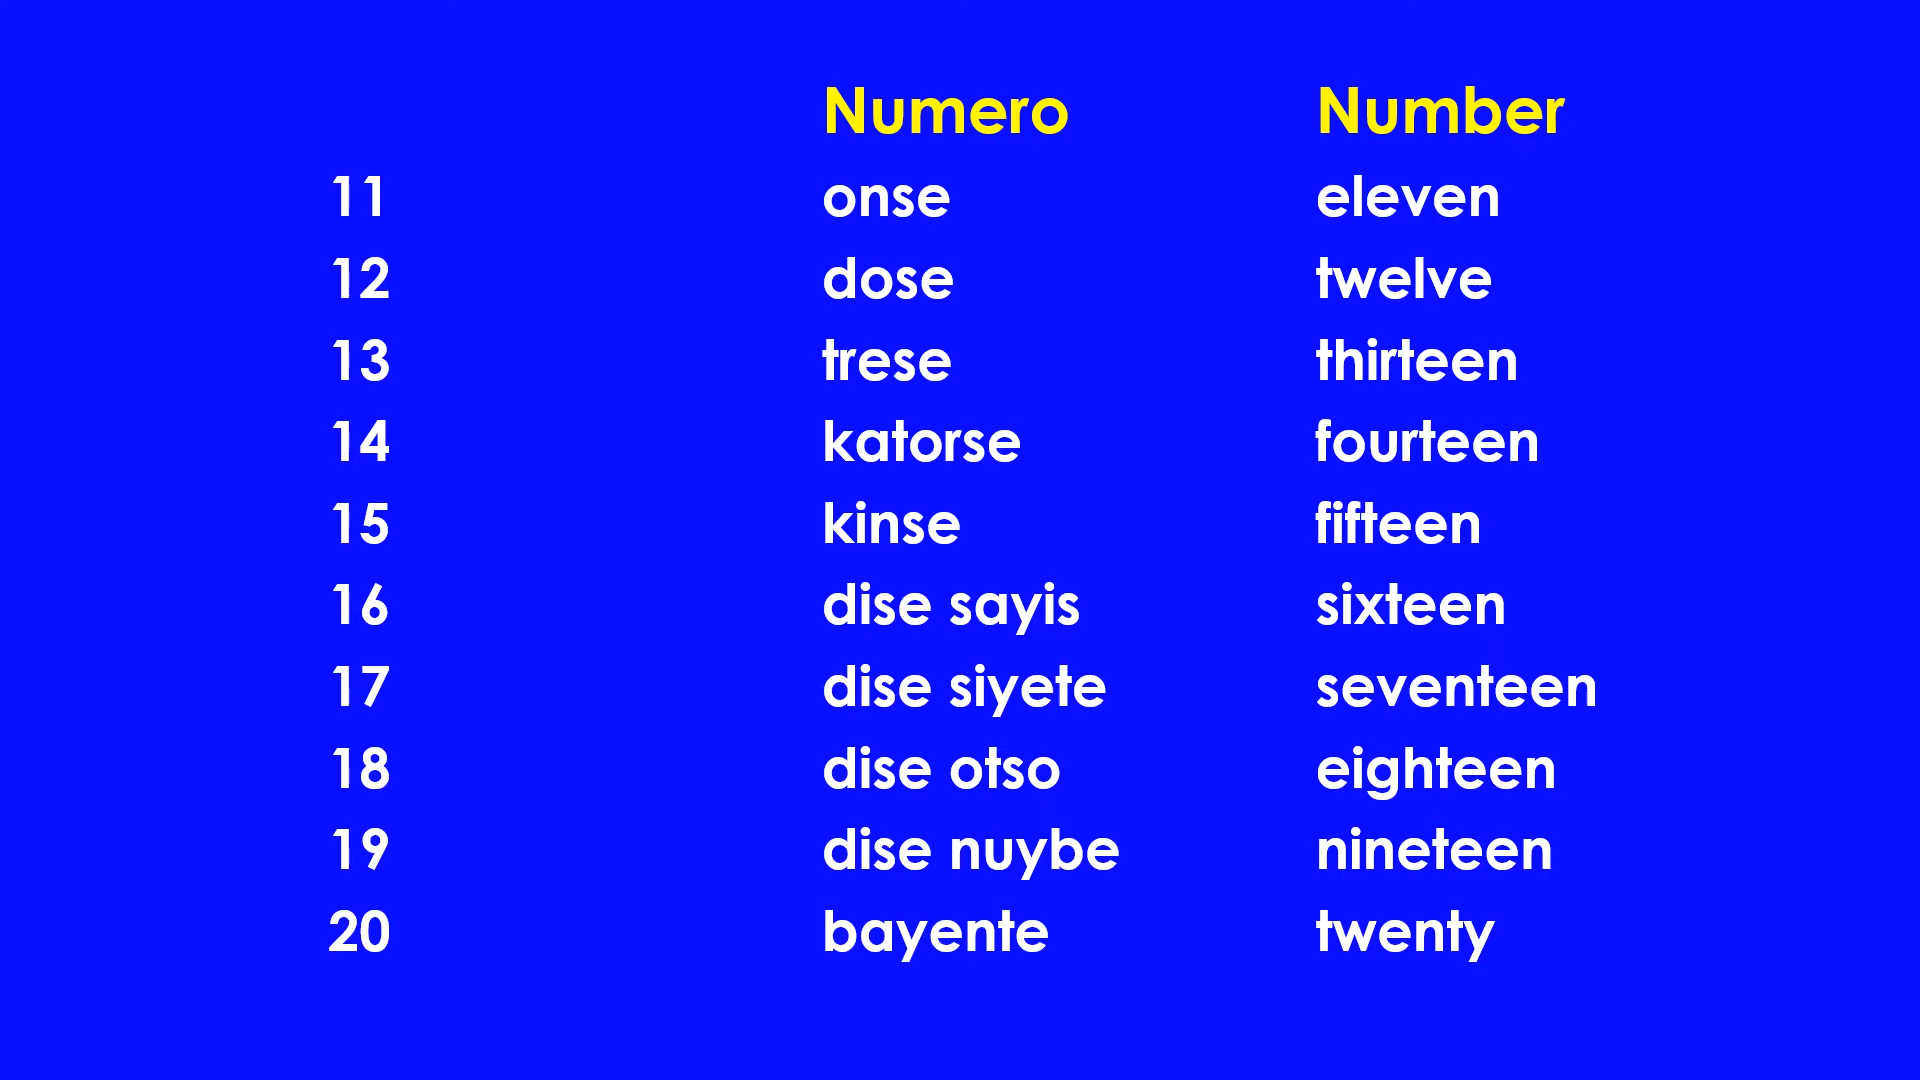 Numero Number
11 onse eleven
12 dose twelve
13 trese thirteen
14 katorse fourteen
15 kinse fifteen
16 dise sayis sixteen
17 dise siyete seventeen
18 dise otso eighteen
19 dise nuybe nineteen
20 bayente twenty